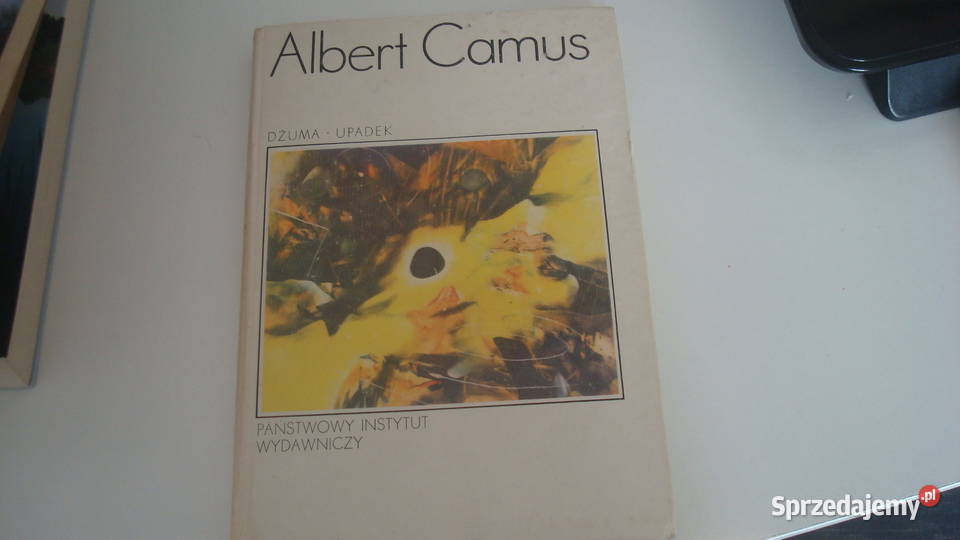 Albert Camus
DŻUMA · UPADEK
PAŃSTWOWY INSTYTUT
WYDAWNICZY
Sprzedajemy.pl